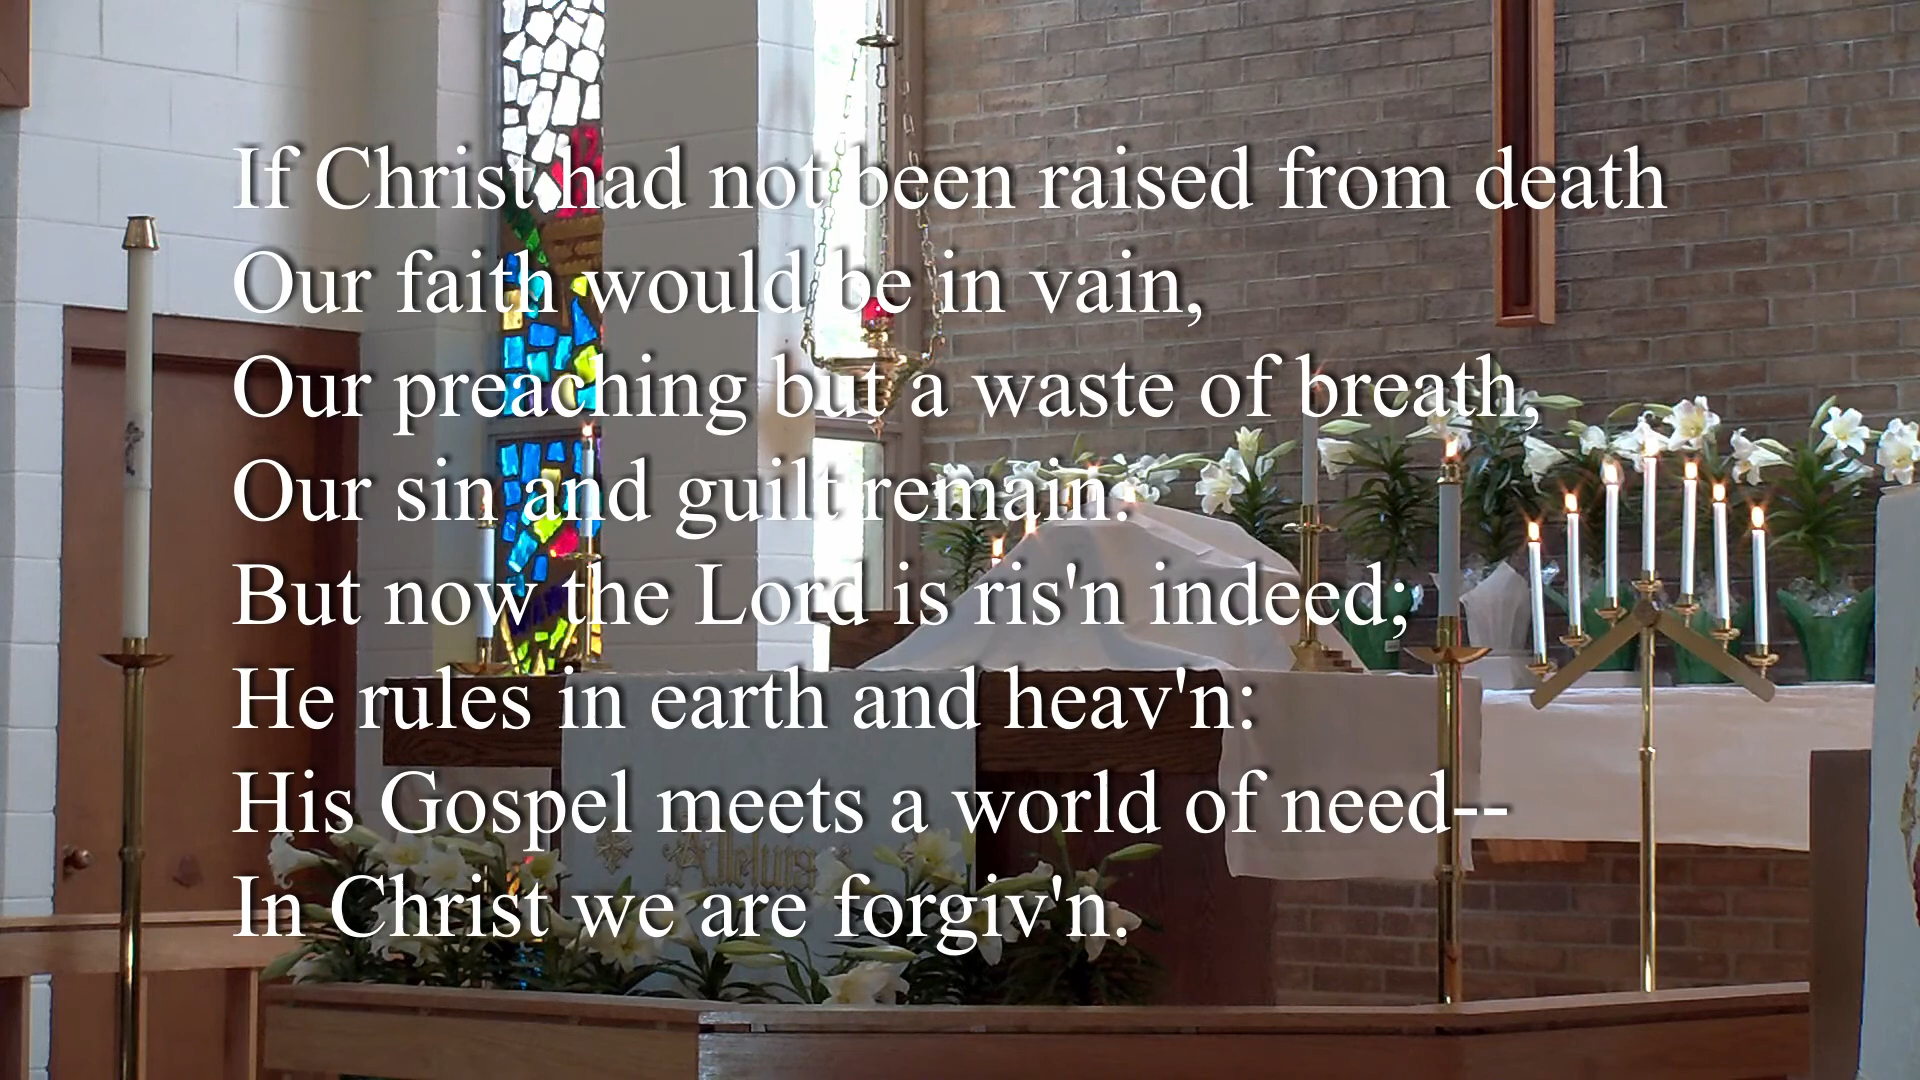 If Christ had not been raised from death
Our faith would be in vain,
Our preaching but a waste of breath,
Our sin and guilt remain.
But now the Lord is ris'n indeed;
He rules in earth and heav'n:
His Gospel meets a world of need--
In Christ we are forgiv'n.
Alleluia